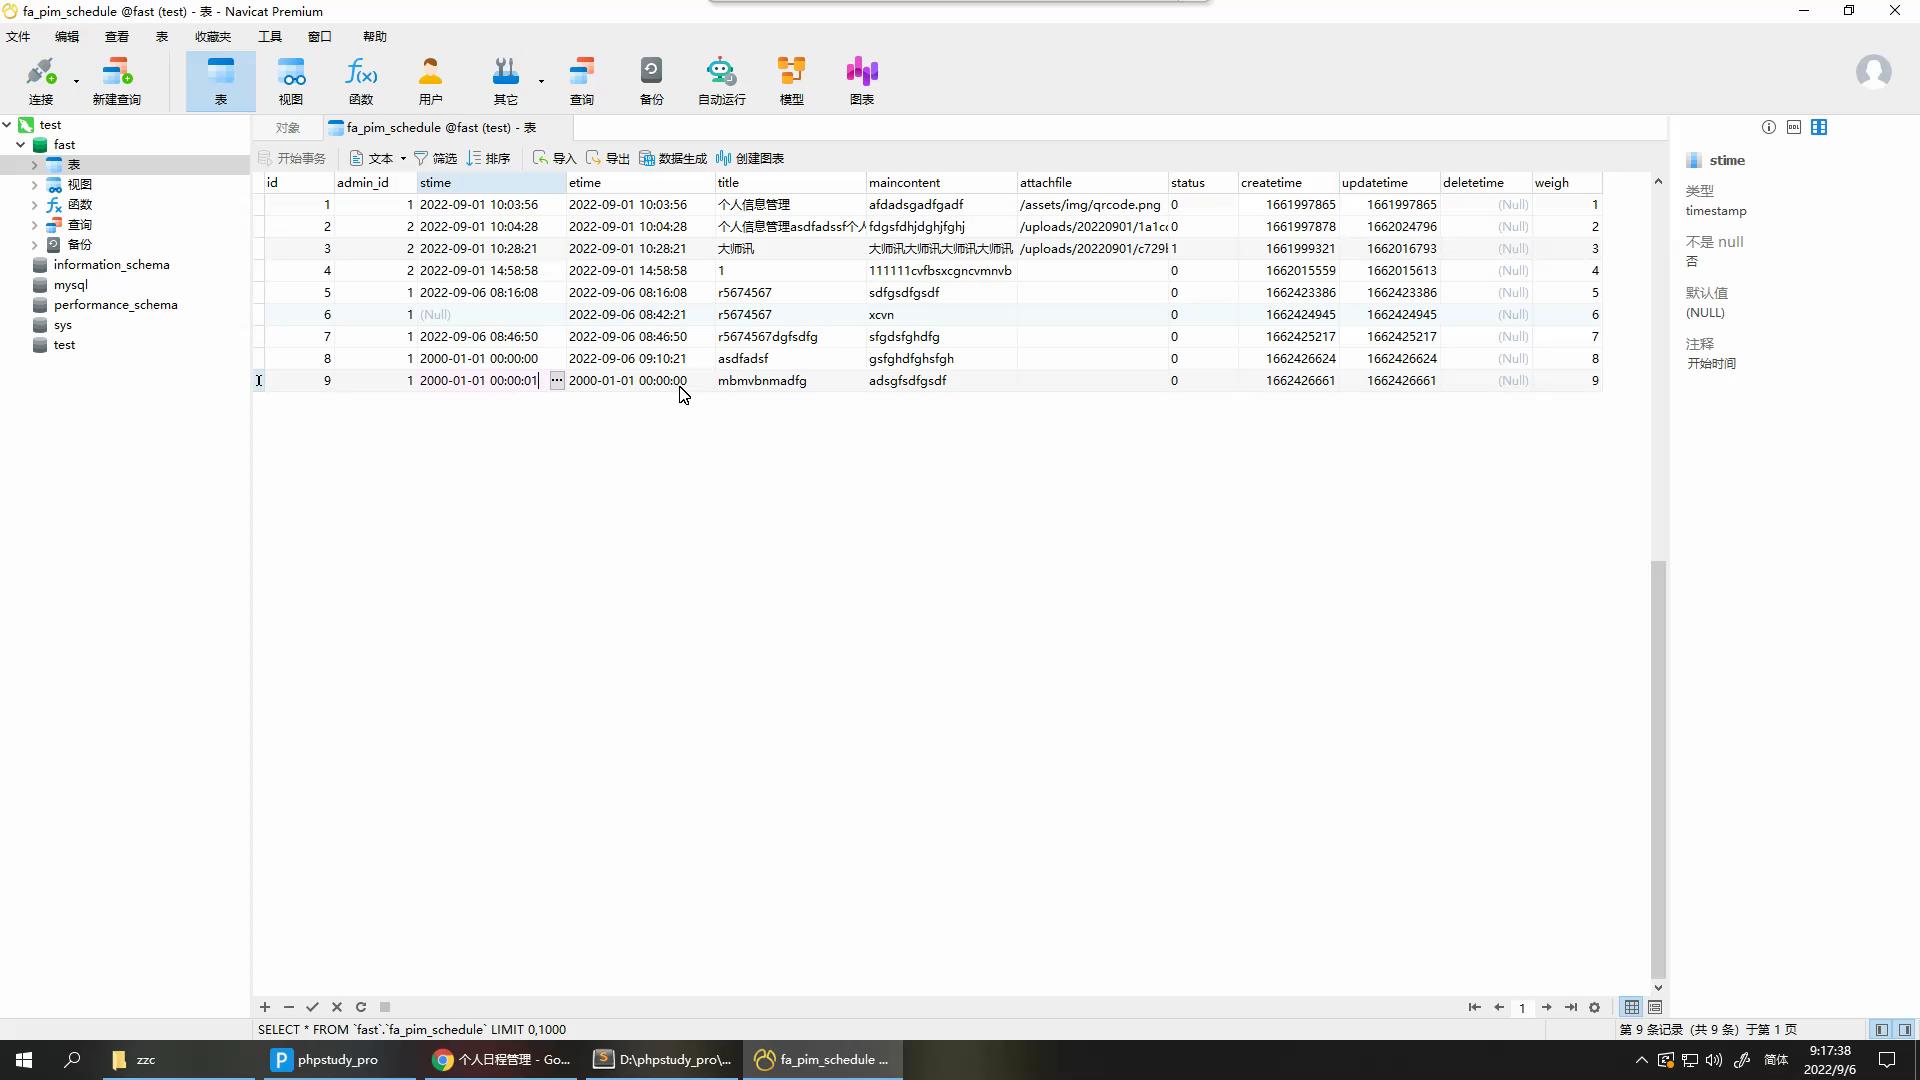 fa_pim_schedule @fast (test) - 表 - Navicat Premium
文件 编辑 查看 表 收藏夹 工具 窗口 帮助
连接 新建查询 表 视图 函数 用户 其它 查询 备份 自动运行 模型 图表
test
fast
表
视图
函数
查询
备份
information_schema
mysql
performance_schema
sys
test
对象 fa_pim_schedule @fast (test) - 表
开始事务 文本 筛选 排序 导入 导出 数据生成 创建图表
id admin_id stime etime title maincontent attachfile status createtime updatetime deletetime weigh
1 1 2022-09-01 10:03:56 2022-09-01 10:03:56 个人信息管理 afdadsgadfgadf /assets/img/qrcode.png 0 1661997865 1661997865 (Null) 1
2 2 2022-09-01 10:04:28 2022-09-01 10:04:28 个人信息管理asdfadssf个人 fdgsfdhjdghjfghj /uploads/20220901/1a1c 0 1661997878 1662024796 (Null) 2
3 2 2022-09-01 10:28:21 2022-09-01 10:28:21 大师讯 大师讯大师讯大师讯大师讯 /uploads/20220901/c729 1 1661999321 1662016793 (Null) 3
4 2 2022-09-01 14:58:58 2022-09-01 14:58:58 1 111111cvfbsxcgncvmnvb 0 1662015559 1662015613 (Null) 4
5 1 2022-09-06 08:16:08 2022-09-06 08:16:08 r5674567 sdfgsdfgsdf 0 1662423386 1662423386 (Null) 5
6 1 (Null) 2022-09-06 08:42:21 r5674567 xcvn 0 1662424945 1662424945 (Null) 6
7 1 2022-09-06 08:46:50 2022-09-06 08:46:50 r5674567dgfsdfg sfgdsfghdfg 0 1662425217 1662425217 (Null) 7
8 1 2000-01-01 00:00:00 2022-09-06 09:10:21 asdfadsf gsfghdfghsfgh 0 1662426624 1662426624 (Null) 8
9 1 2000-01-01 00:00:01 ... 2000-01-01 00:00:00 mbmvbnmadfg adsgfsdfgsdf 0 1662426661 1662426661 (Null) 9
DDL
stime
类型
timestamp
不是 null
否
默认值
(NULL)
注释
开始时间
1
SELECT * FROM `fast`.`fa_pim_schedule` LIMIT 0,1000
第 9 条记录 (共 9 条) 于第 1 页
zzc phpstudy_pro 个人日程管理 - Go... D:\phpstudy_pro\... fa_pim_schedule ...
简体
9:17:38
2022/9/6